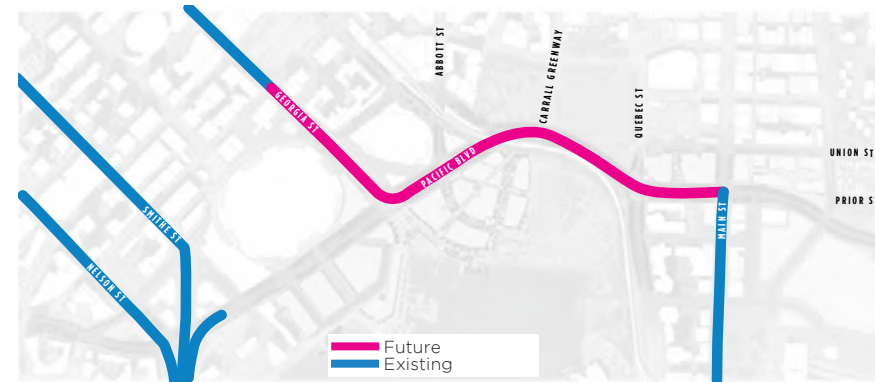 ABBOTT ST
CARRALL GREENWAY
QUEBEC ST
GEORGIA ST
PACIFIC BLVD
UNION ST
PRIOR S
MAIN ST
SMITHE ST
NELSON ST
Future
Existing